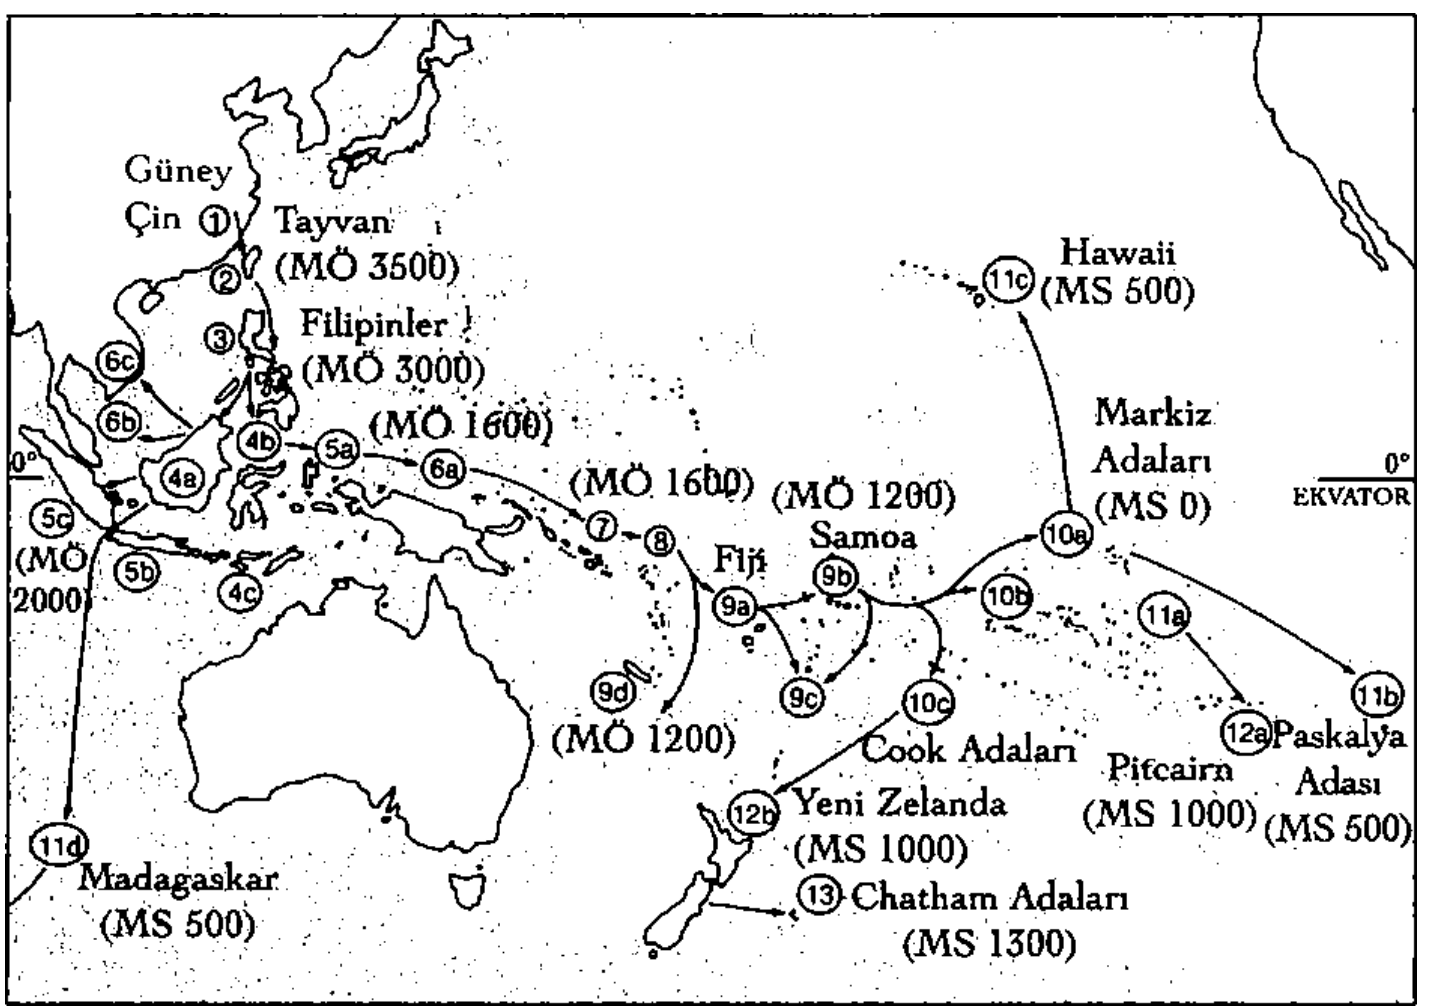 Güney
Çin ①
Tayvan
(MÖ 3500)
②
③
Filipinler
(MÖ 3000)
6c
6b
4b
5a
(MÖ 1600)
6a
4a
0°
5c
(MÖ
2000)
5b
4c
(MÖ 1600)
7
8
(MÖ 1200)
Samoa
Fiji
9a
9b
9c
9d
(MÖ 1200)
Hawaii
11c (MS 500)
Markiz
Adaları
(MS 0)
10a
0°
EKVATOR
10b
10c
Cook Adaları
11a
11b
12a
Paskalya
Adası
(MS 500)
Pitcairn
(MS 1000)
12b Yeni Zelanda
(MS 1000)
13 Chatham Adaları
(MS 1300)
11d
Madagaskar
(MS 500)